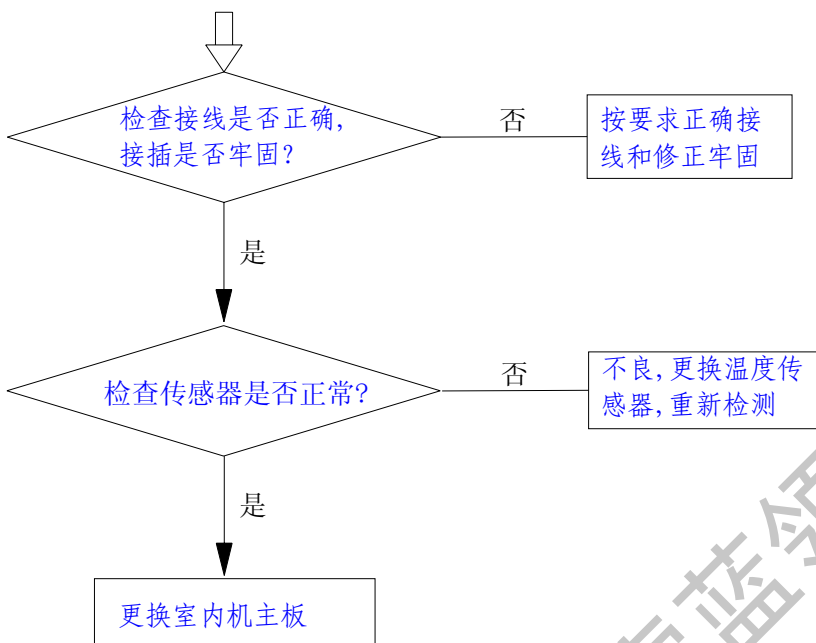 检查接线是否正确,
接插是否牢固?
否
按要求正确接
线和修正牢固
是
检查传感器是否正常?
否
不良,更换温度传
感器,重新检测
是
更换室内机主板
蓝领